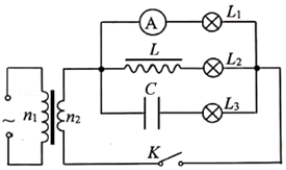 A L₁
L L₂
C L₃
~ n₁ n₂
K